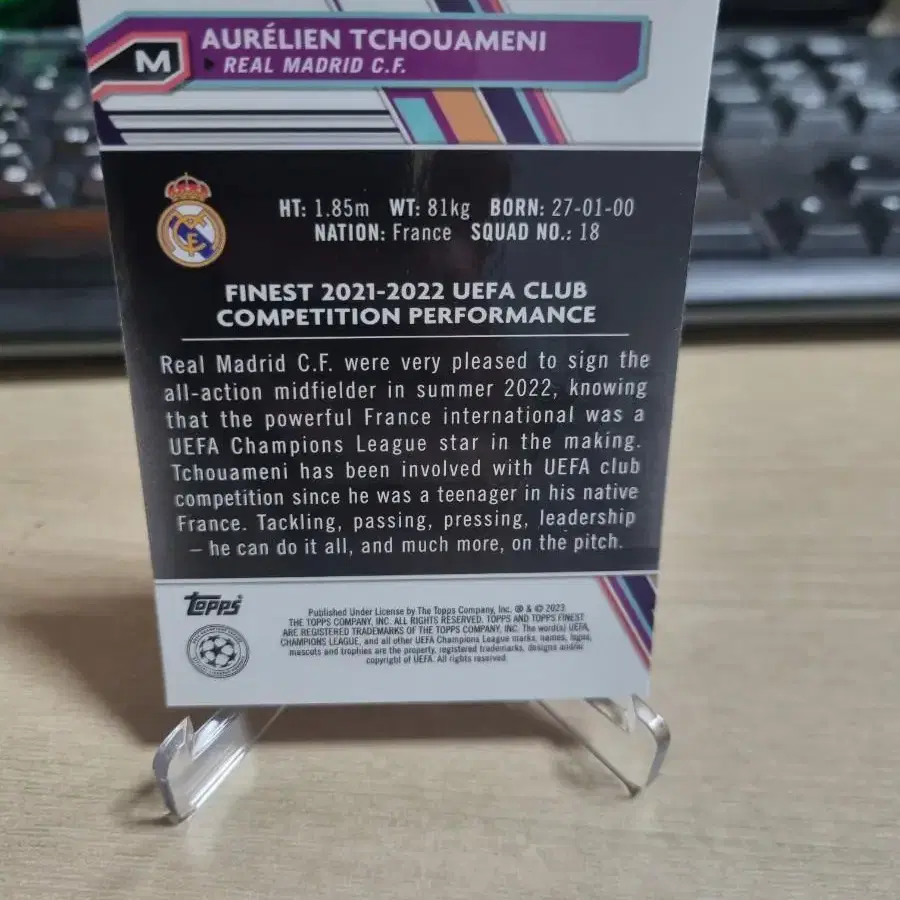 M
AURÉLIEN TCHOUAMENI
REAL MADRID C.F.
HT: 1.85m WT: 81kg BORN: 27-01-00
NATION: France SQUAD NO.: 18
FINEST 2021-2022 UEFA CLUB
COMPETITION PERFORMANCE
Real Madrid C.F. were very pleased to sign the
all-action midfielder in summer 2022, knowing
that the powerful France international was a
UEFA Champions League star in the making.
Tchouameni has been involved with UEFA club
competition since he was a teenager in his native
France. Tackling, passing, pressing, leadership
– he can do it all, and much more, on the pitch.
Topps
Published Under License by The Topps Company, Inc. ® & © 2023
THE TOPPS COMPANY, INC. ALL RIGHTS RESERVED. TOPPS AND TOPPS FINEST
ARE REGISTERED TRADEMARKS OF THE TOPPS COMPANY, INC. The word(s) UEFA,
CHAMPIONS LEAGUE, and all other UEFA Champions League marks, names, logos,
mascots and trophies are the property, registered trademarks, designs and/or
copyright of UEFA. All rights reserved.